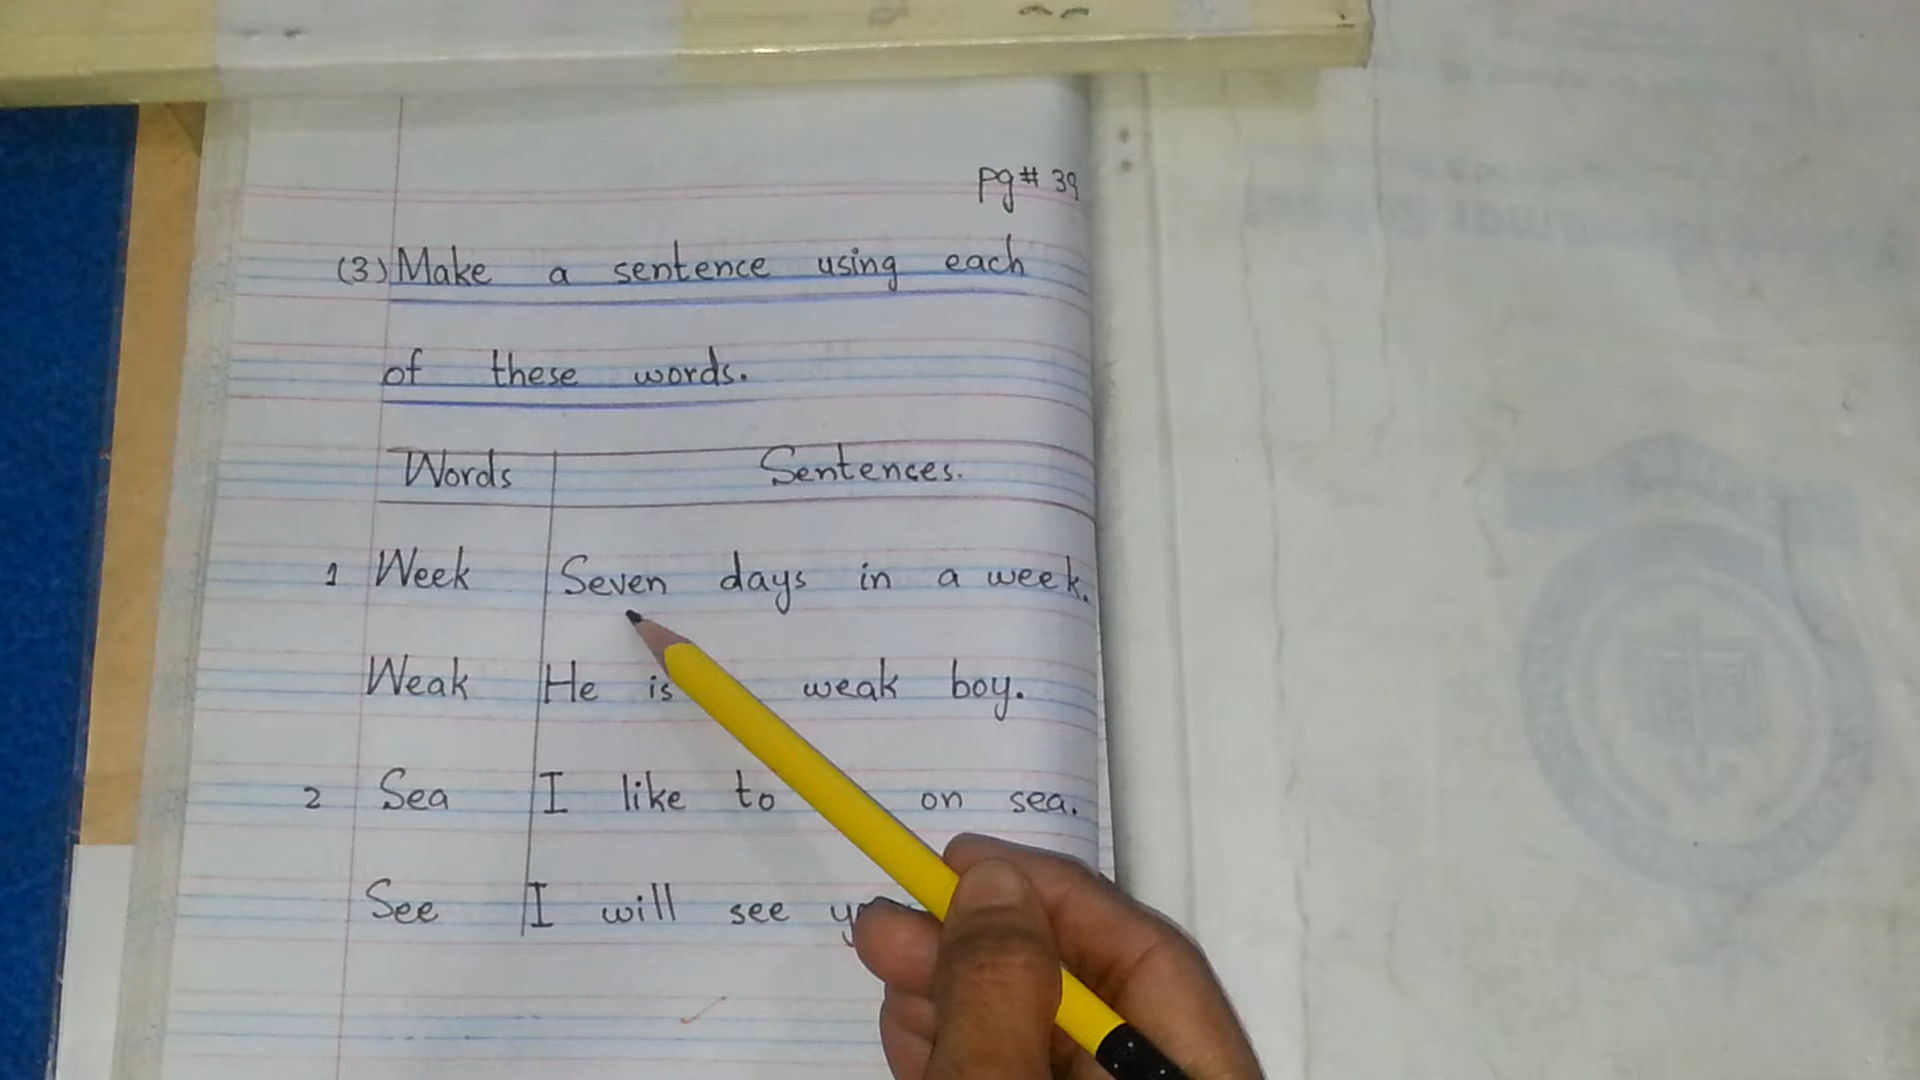 pg# 39
(3) Make a sentence using each
of these words.
Words Sentences.
1 Week Seven days in a week.
Weak He is weak boy.
2 Sea I like to on sea.
See I will see